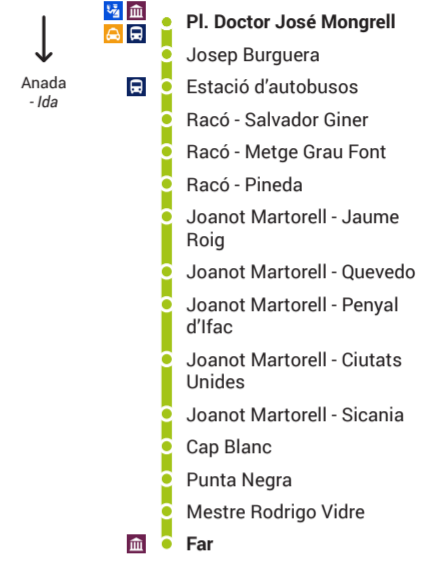 Anada
- Ida
Pl. Doctor José Mongrell
Josep Burguera
Estació d'autobusos
Racó - Salvador Giner
Racó - Metge Grau Font
Racó - Pineda
Joanot Martorell - Jaume
Roig
Joanot Martorell - Quevedo
Joanot Martorell - Penyal
d'Ifac
Joanot Martorell - Ciutats
Unides
Joanot Martorell - Sicania
Cap Blanc
Punta Negra
Mestre Rodrigo Vidre
Far